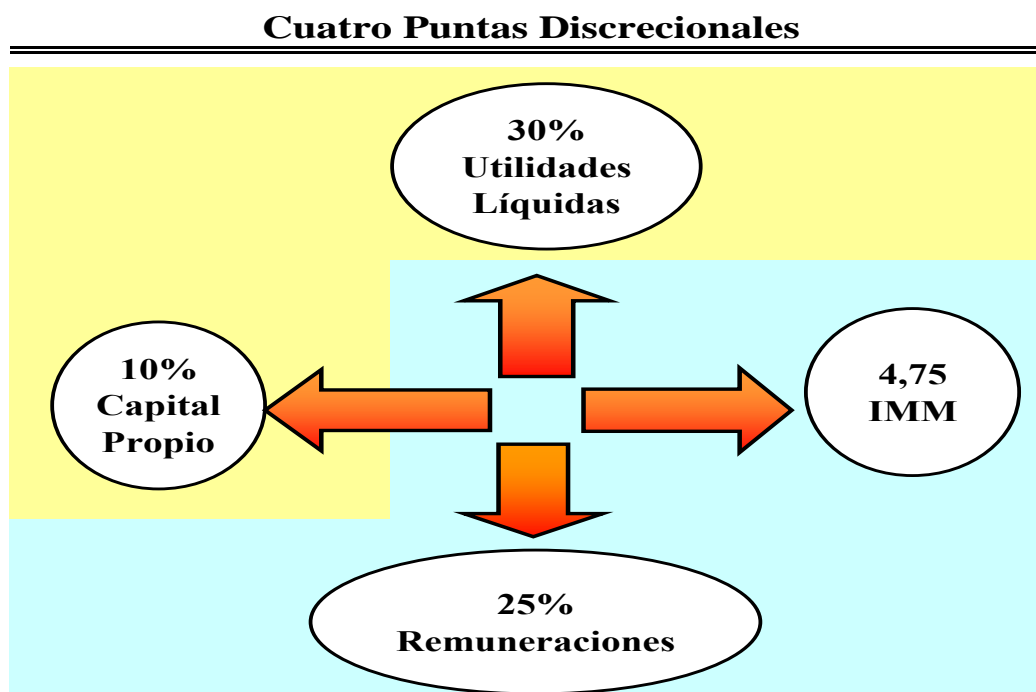 Cuatro Puntas Discrecionales
30%
Utilidades
Líquidas
10%
Capital
Propio
4,75
IMM
25%
Remuneraciones